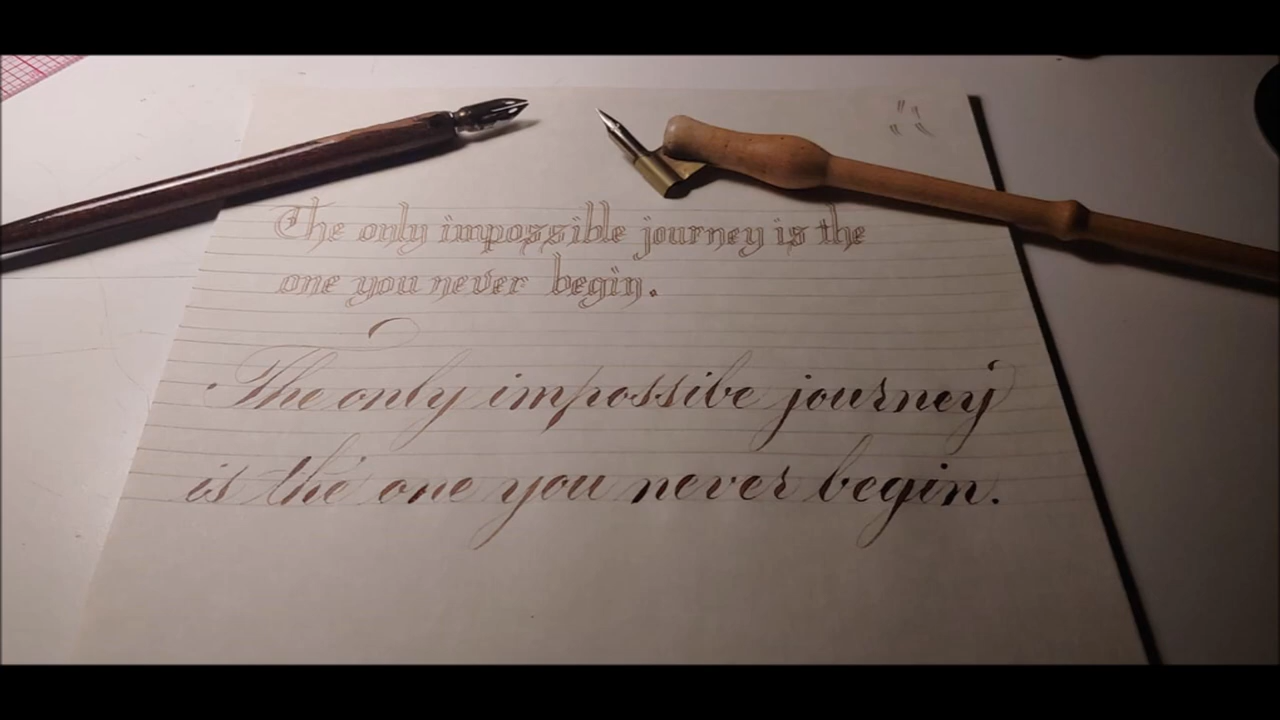 The only impossible journey is the
one you never begin.
The only impossibe journey
is the one you never begin.